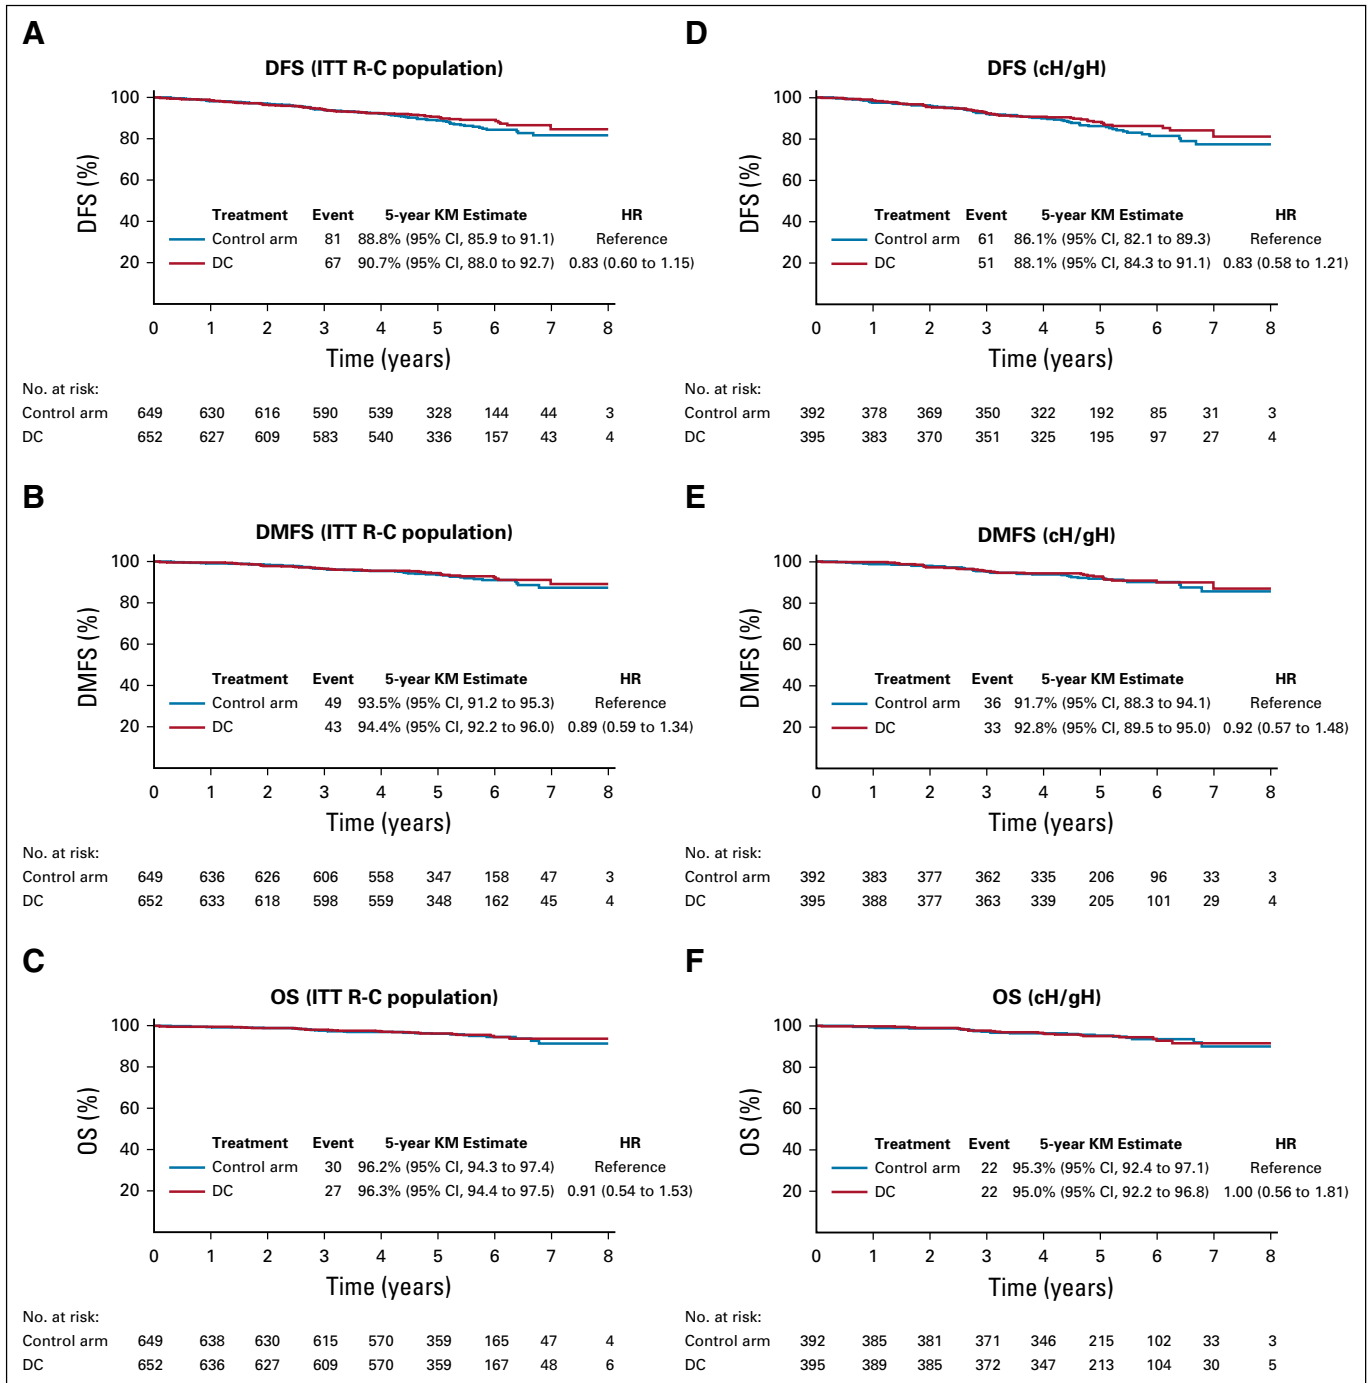 A
DFS (ITT R-C population)
100
80
60
40
20
DFS (%)
Treatment Event 5-year KM Estimate HR
Control arm 81 88.8% (95% CI, 85.9 to 91.1) Reference
DC 67 90.7% (95% CI, 88.0 to 92.7) 0.83 (0.60 to 1.15)
0 1 2 3 4 5 6 7 8
Time (years)
No. at risk:
Control arm 649 630 616 590 539 328 144 44 3
DC 652 627 609 583 540 336 157 43 4
B
DMFS (ITT R-C population)
100
80
60
40
20
DMFS (%)
Treatment Event 5-year KM Estimate HR
Control arm 49 93.5% (95% CI, 91.2 to 95.3) Reference
DC 43 94.4% (95% CI, 92.2 to 96.0) 0.89 (0.59 to 1.34)
0 1 2 3 4 5 6 7 8
Time (years)
No. at risk:
Control arm 649 636 626 606 558 347 158 47 3
DC 652 633 618 598 559 348 162 45 4
C
OS (ITT R-C population)
100
80
60
40
20
OS (%)
Treatment Event 5-year KM Estimate HR
Control arm 30 96.2% (95% CI, 94.3 to 97.4) Reference
DC 27 96.3% (95% CI, 94.4 to 97.5) 0.91 (0.54 to 1.53)
0 1 2 3 4 5 6 7 8
Time (years)
No. at risk:
Control arm 649 638 630 615 570 359 165 47 4
DC 652 636 627 609 570 359 167 48 6
D
DFS (cH/gH)
100
80
60
40
20
DFS (%)
Treatment Event 5-year KM Estimate HR
Control arm 61 86.1% (95% CI, 82.1 to 89.3) Reference
DC 51 88.1% (95% CI, 84.3 to 91.1) 0.83 (0.58 to 1.21)
0 1 2 3 4 5 6 7 8
Time (years)
No. at risk:
Control arm 392 378 369 350 322 192 85 31 3
DC 395 383 370 351 325 195 97 27 4
E
DMFS (cH/gH)
100
80
60
40
20
DMFS (%)
Treatment Event 5-year KM Estimate HR
Control arm 36 91.7% (95% CI, 88.3 to 94.1) Reference
DC 33 92.8% (95% CI, 89.5 to 95.0) 0.92 (0.57 to 1.48)
0 1 2 3 4 5 6 7 8
Time (years)
No. at risk:
Control arm 392 383 377 362 335 206 96 33 3
DC 395 388 377 363 339 205 101 29 4
F
OS (cH/gH)
100
80
60
40
20
OS (%)
Treatment Event 5-year KM Estimate HR
Control arm 22 95.3% (95% CI, 92.4 to 97.1) Reference
DC 22 95.0% (95% CI, 92.2 to 96.8) 1.00 (0.56 to 1.81)
0 1 2 3 4 5 6 7 8
Time (years)
No. at risk:
Control arm 392 385 381 371 346 215 102 33 3
DC 395 389 385 372 347 213 104 30 5